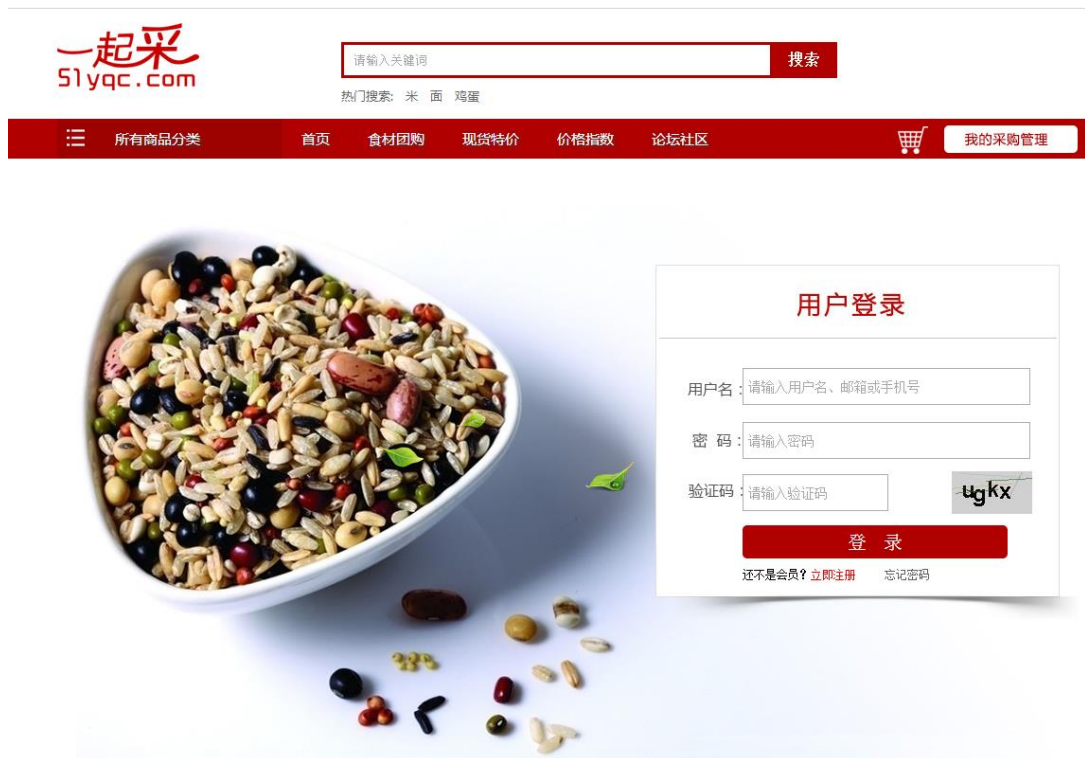 一起采
51yqc.com
请输入关键词
搜索
热门搜索: 米 面 鸡蛋
所有商品分类 首页 食材团购 现货特价 价格指数 论坛社区 我的采购管理
用户登录
用户名：请输入用户名、邮箱或手机号
密 码：请输入密码
验证码：请输入验证码 ugkx
登 录
还不是会员？立即注册 忘记密码